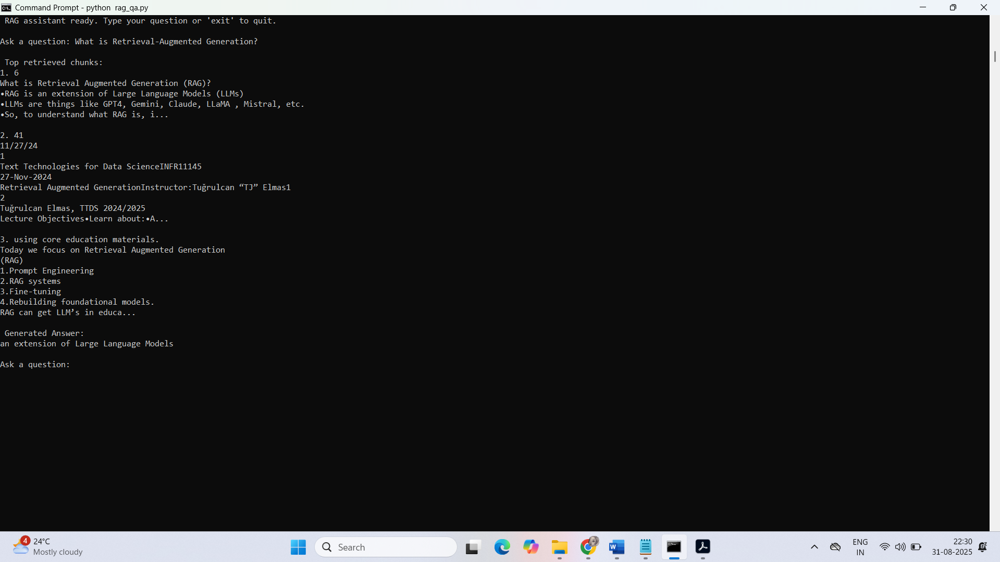 Command Prompt - python  rag_qa.py
RAG assistant ready. Type your question or 'exit' to quit.
Ask a question: What is Retrieval-Augmented Generation?
Top retrieved chunks:
1. 6
What is Retrieval Augmented Generation (RAG)?
•RAG is an extension of Large Language Models (LLMs)
•LLMs are things like GPT4, Gemini, Claude, LLaMA , Mistral, etc.
•So, to understand what RAG is, i...
2. 41
11/27/24
1
Text Technologies for Data ScienceINFR11145
27-Nov-2024
Retrieval Augmented GenerationInstructor:Tuğrulcan “TJ” Elmas1
2
Tuğrulcan Elmas, TTDS 2024/2025
Lecture Objectives•Learn about:•A...
3. using core education materials.
Today we focus on Retrieval Augmented Generation
(RAG)
1.Prompt Engineering
2.RAG systems
3.Fine-tuning
4.Rebuilding foundational models.
RAG can get LLM’s in educa...
Generated Answer:
an extension of Large Language Models
Ask a question:
4
24°C
Mostly cloudy
Search
ENG
IN
22:30
31-08-2025